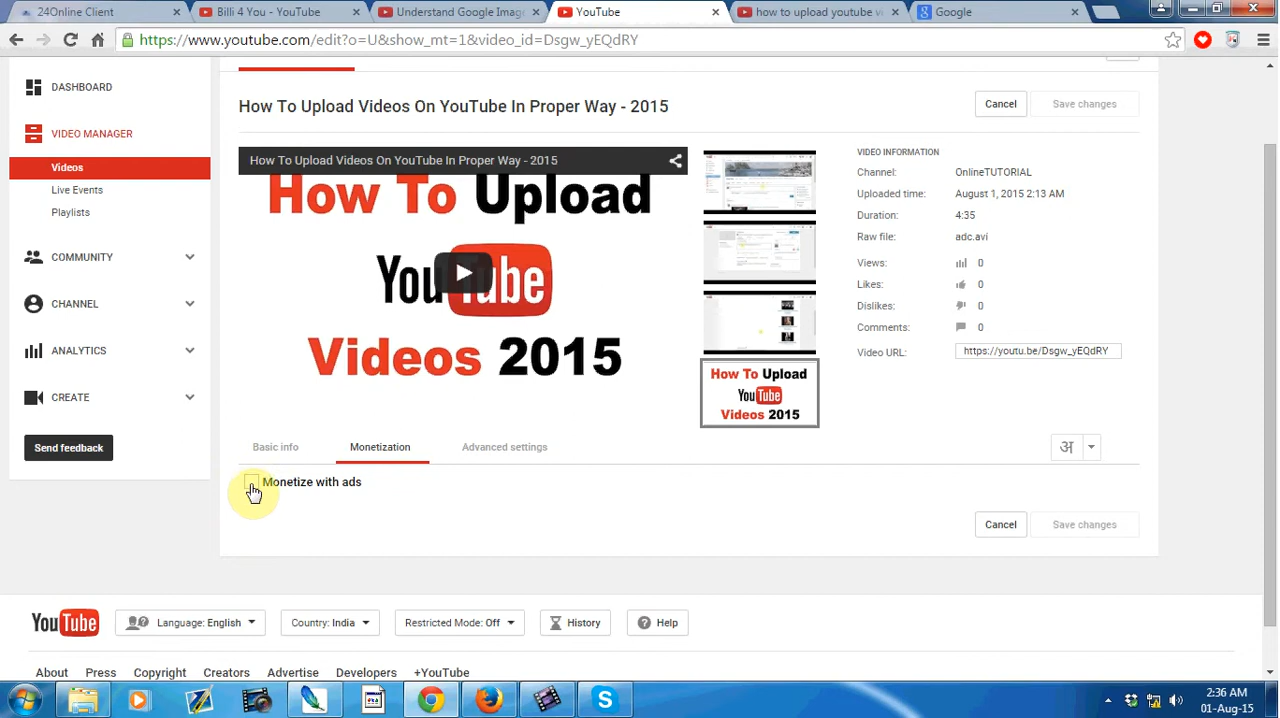 24Online Client
Billi 4 You - YouTube
Understand Google Imag
YouTube
how to upload youtube vi
Google
https://www.youtube.com/edit?o=U&show_mt=1&video_id=Dsgw_yEQdRY
DASHBOARD
VIDEO MANAGER
Videos
Live Events
Playlists
COMMUNITY
CHANNEL
ANALYTICS
CREATE
Send feedback
How To Upload Videos On YouTube In Proper Way - 2015
Cancel
Save changes
How To Upload Videos On YouTube In Proper Way - 2015
How To Upload
YouTube
Videos 2015
How To Upload
YouTube
Videos 2015
VIDEO INFORMATION
Channel: OnlineTUTORIAL
Uploaded time: August 1, 2015 2:13 AM
Duration: 4:35
Raw file: adc.avi
Views: 0
Likes: 0
Dislikes: 0
Comments: 0
Video URL: https://youtu.be/Dsgw_yEQdRY
Basic info
Monetization
Advanced settings
अ
Monetize with ads
Cancel
Save changes
YouTube
Language: English
Country: India
Restricted Mode: Off
History
Help
About
Press
Copyright
Creators
Advertise
Developers
+YouTube
2:36 AM
01-Aug-15